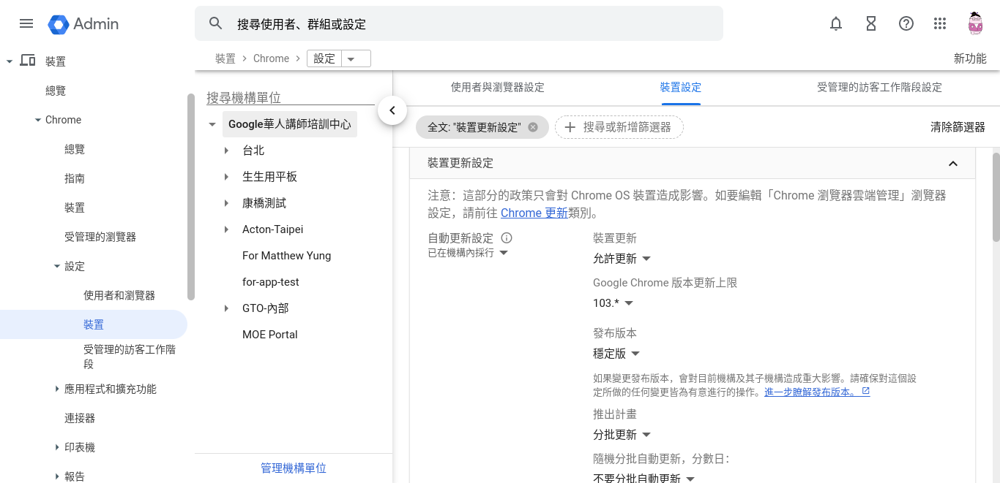 Admin
搜尋使用者、群組或設定
裝置
Chrome
設定
新功能
裝置
總覽
Chrome
總覽
指南
裝置
受管理的瀏覽器
設定
使用者和瀏覽器
裝置
受管理的訪客工作階
段
應用程式和擴充功能
連接器
印表機
報告
搜尋機構單位
Google華人講師培訓中心
台北
生生用平板
康橋測試
Acton-Taipei
For Matthew Yung
for-app-test
GTO-內部
MOE Portal
管理機構單位
使用者與瀏覽器設定
裝置設定
受管理的訪客工作階段設定
全文: "裝置更新設定"
搜尋或新增篩選器
清除篩選器
裝置更新設定
注意：這部分的政策只會對 Chrome OS 裝置造成影響。如要編輯「Chrome 瀏覽器雲端管理」瀏覽器
設定，請前往 Chrome 更新類別。
自動更新設定
已在機構內採行
裝置更新
允許更新
Google Chrome 版本更新上限
103.*
發布版本
穩定版
如果變更發布版本，會對目前機構及其子機構造成重大影響。請確保對這個設
定所做的任何變更皆為有意進行的操作。進一步瞭解發布版本。
推出計畫
分批更新
隨機分批自動更新，分數日：
不要分批自動更新